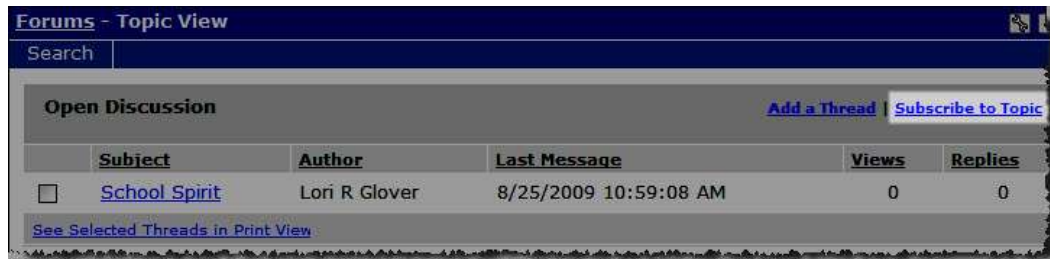 Forums - Topic View
Search
Open Discussion Add a Thread | Subscribe to Topic
Subject Author Last Message Views Replies
School Spirit Lori R Glover 8/25/2009 10:59:08 AM 0 0
See Selected Threads in Print View